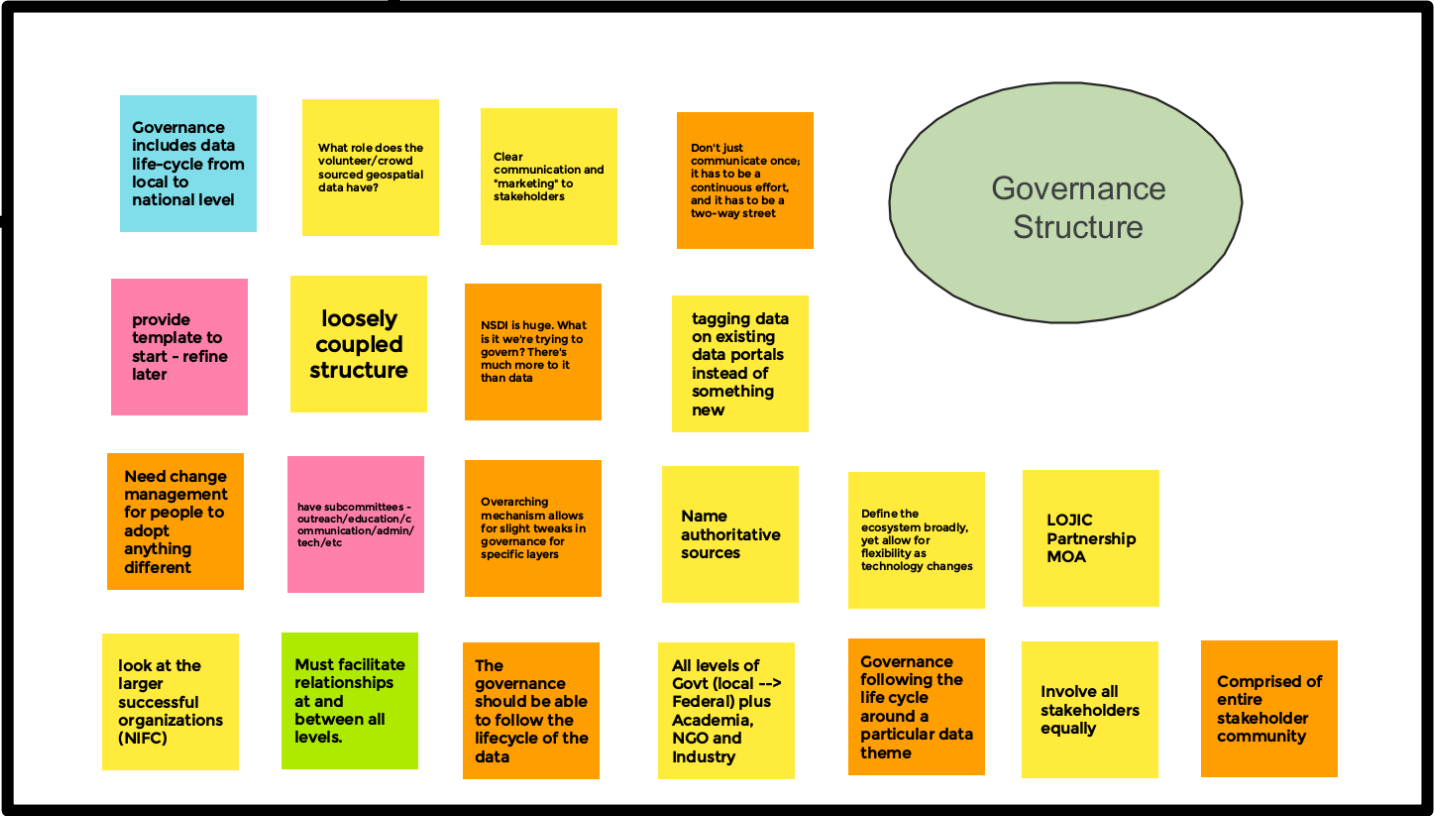 Governance
includes data
life-cycle from
local to
national level
What role does the
volunteer/crowd
sourced geospatial
data have?
Clear
communication and
"marketing" to
stakeholders
Don't just
communicate once;
it has to be a
continuous effort,
and it has to be a
two-way street
Governance
Structure
provide
template to
start - refine
later
loosely
coupled
structure
NSDI is huge. What
is it we're trying to
govern? There's
much more to it
than data
tagging data
on existing
data portals
instead of
something
new
Need change
management
for people to
adopt
anything
different
have subcommittees -
outreach/education/c
ommunication/admin/
tech/etc
Overarching
mechanism allows
for slight tweaks in
governance for
specific layers
Name
authoritative
sources
Define the
ecosystem broadly,
yet allow for
flexibility as
technology changes
LOJIC
Partnership
MOA
look at the
larger
successful
organizations
(NIFC)
Must facilitate
relationships
at and
between all
levels.
The
governance
should be able
to follow the
lifecycle of the
data
All levels of
Govt (local -->
Federal) plus
Academia,
NGO and
Industry
Governance
following the
life cycle
around a
particular data
theme
Involve all
stakeholders
equally
Comprised of
entire
stakeholder
community